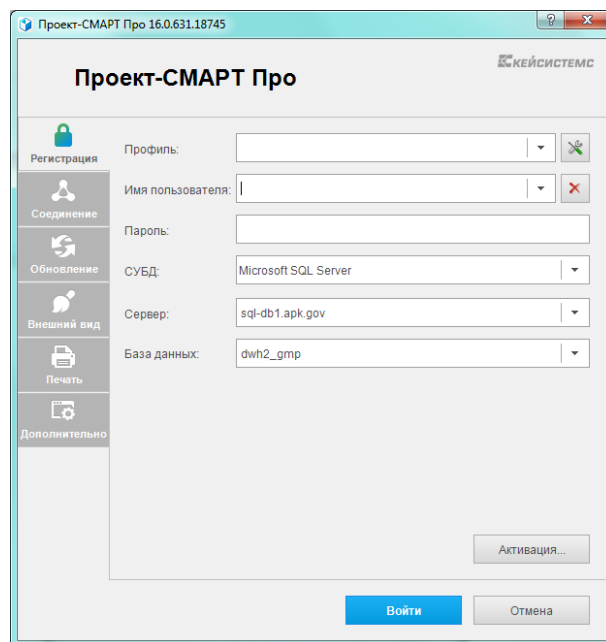 Проект-СМАРТ Про 16.0.631.18745
Проект-СМАРТ Про
КЕЙСИСТЕМС
Регистрация
Соединение
Обновление
Внешний вид
Печать
Дополнительно
Профиль:
Имя пользователя:
Пароль:
СУБД: Microsoft SQL Server
Сервер: sql-db1.apk.gov
База данных: dwh2_gmp
Активация...
Войти Отмена